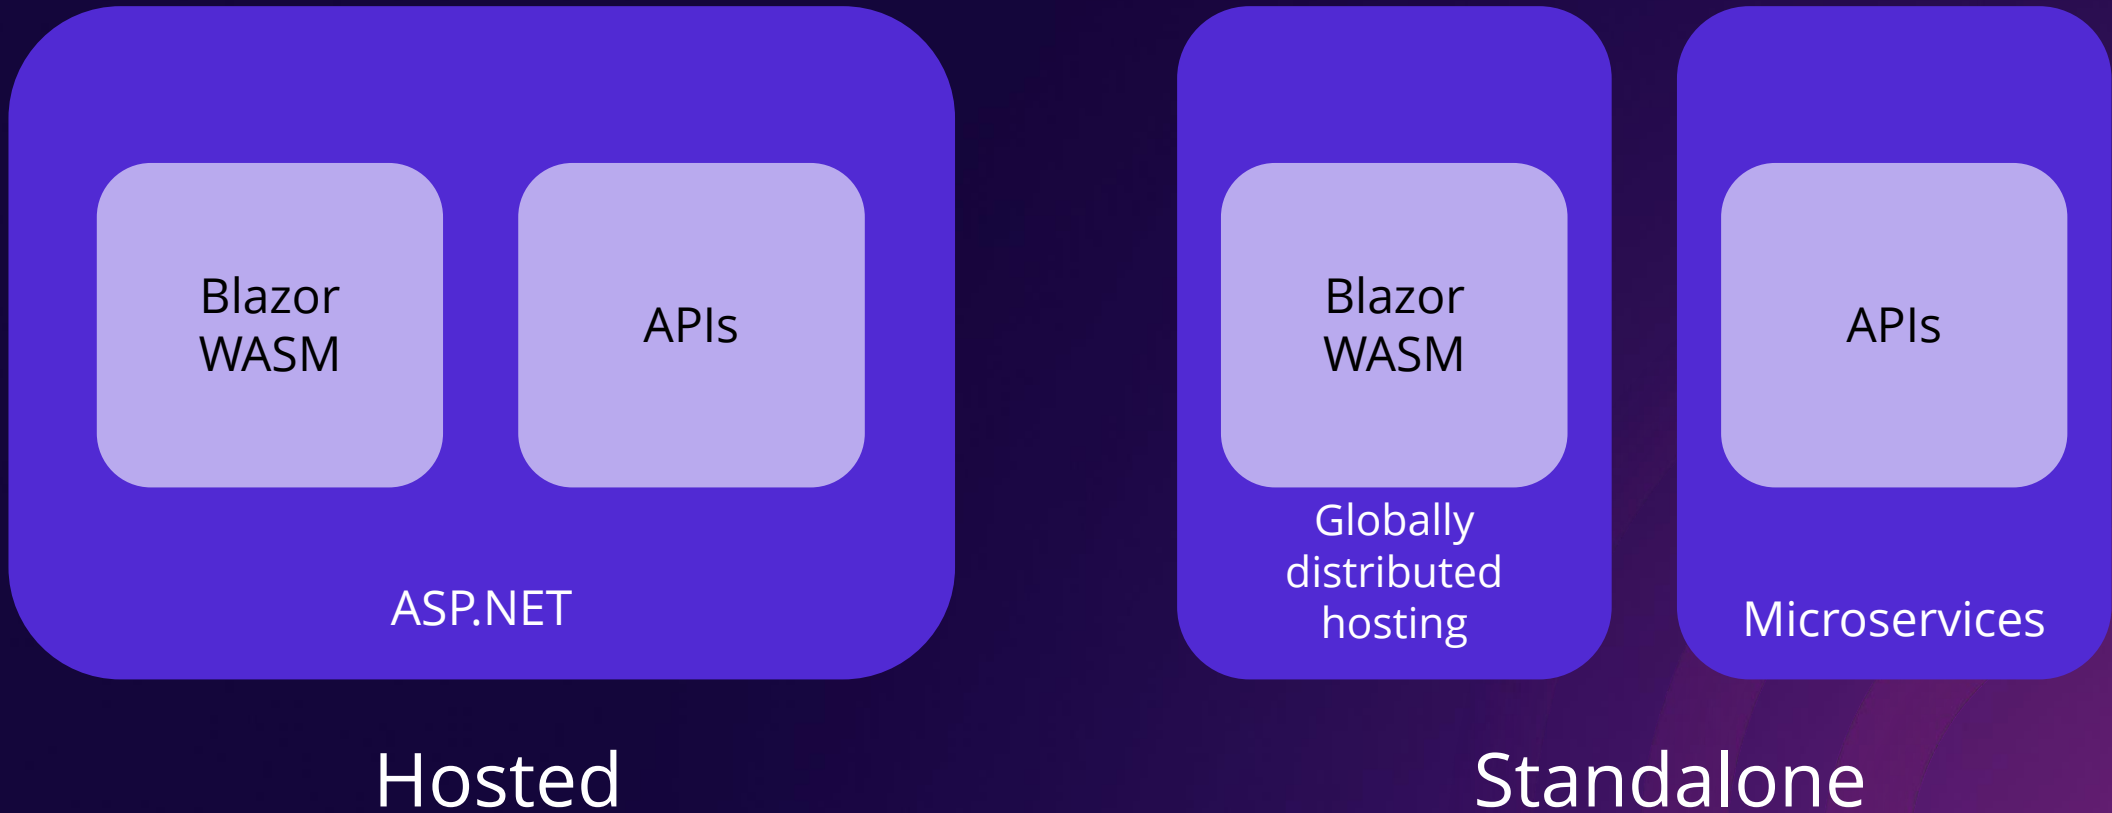 Blazor
WASM
APIs
ASP.NET
Hosted
Blazor
WASM
Globally
distributed
hosting
APIs
Microservices
Standalone